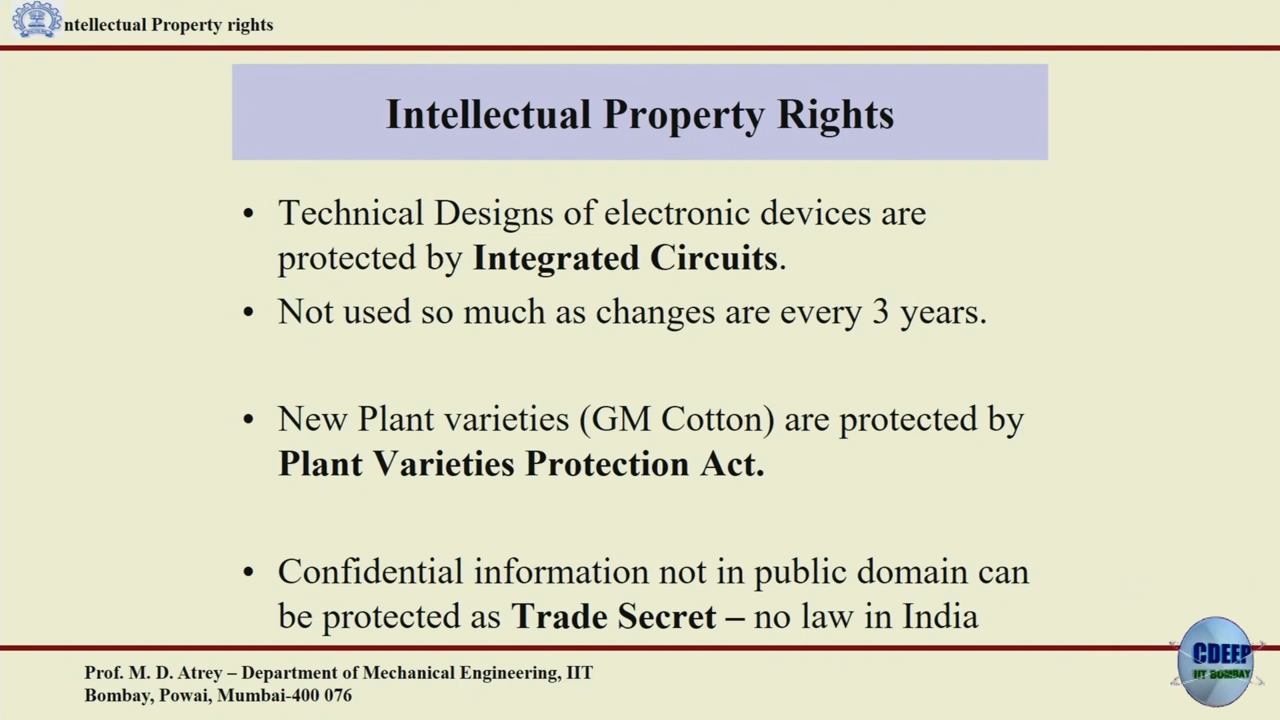 ntellectual Property rights
Intellectual Property Rights
• Technical Designs of electronic devices are
protected by Integrated Circuits.
• Not used so much as changes are every 3 years.
• New Plant varieties (GM Cotton) are protected by
Plant Varieties Protection Act.
• Confidential information not in public domain can
be protected as Trade Secret – no law in India
Prof. M. D. Atrey – Department of Mechanical Engineering, IIT
Bombay, Powai, Mumbai-400 076
CDEEP
IIT BOMBAY